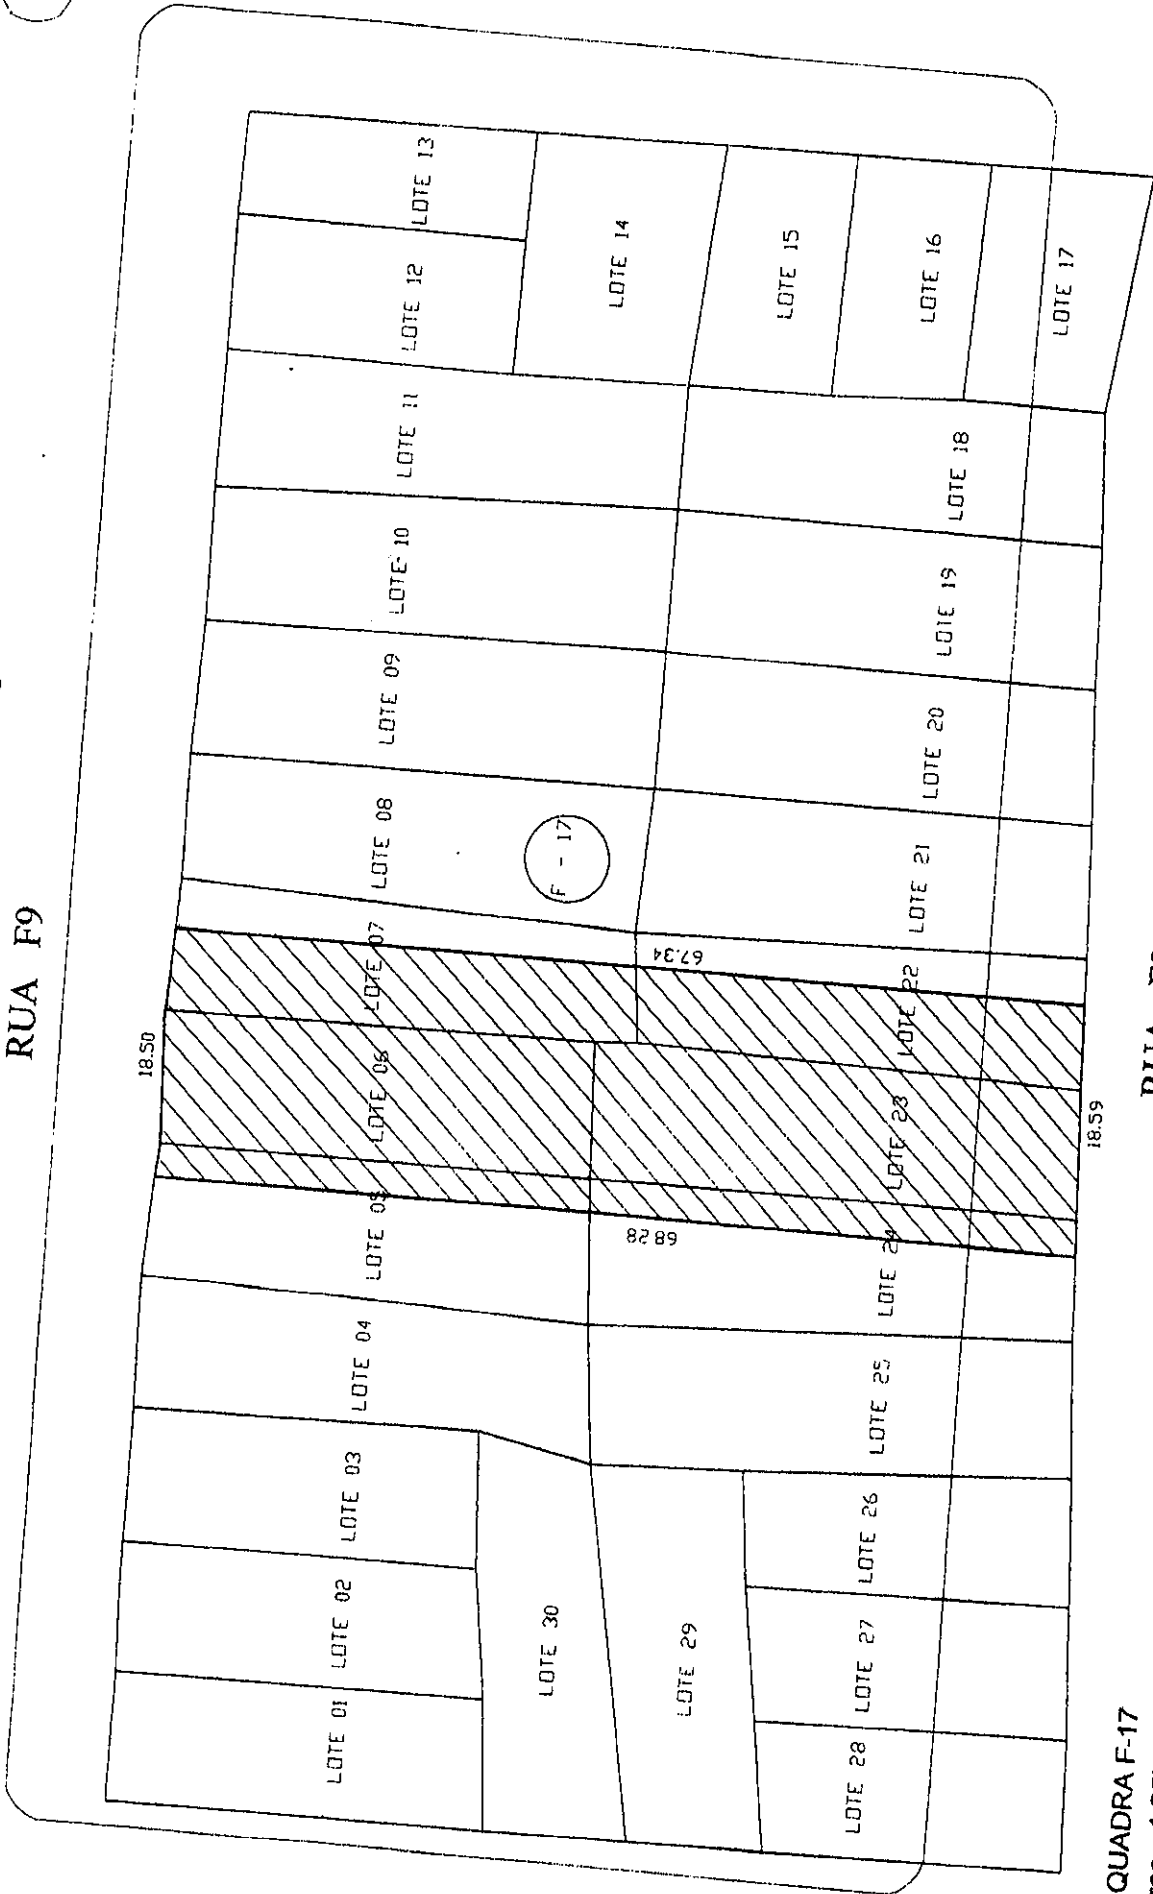 RUA F9
18.50
LOTE 01
LOTE 02
LOTE 03
LOTE 04
LOTE 05
LOTE 06
LOTE 07
LOTE 08
LOTE 09
LOTE 10
LOTE 11
LOTE 12
LOTE 13
LOTE 14
LOTE 15
LOTE 16
LOTE 17
LOTE 18
LOTE 19
LOTE 20
LOTE 21
LOTE 22
LOTE 23
LOTE 24
LOTE 25
LOTE 26
LOTE 27
LOTE 28
LOTE 29
LOTE 30
F - 17
67.34
68.28
18.59
RUA
QUADRA F-17